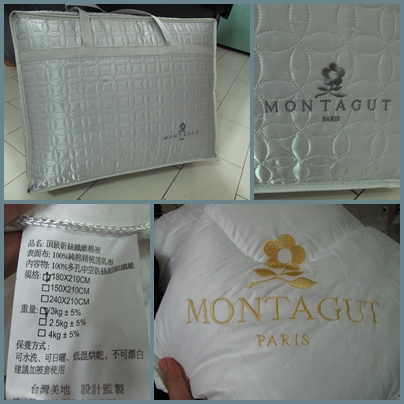 MONTAGUT
MONTAGUT
PARIS
品名:頂級新絲纖維棉被
表面布:100%純棉精梳透氣布
內容物:100%多孔中空新絲超細纖維
規格:180X210CM
150X210CM
240X210CM
重量:3kg ± 5%
2.5kg ± 5%
4kg ± 5%
保養方式:
可水洗、可日曬、低溫烘乾、不可漂白
建議加被套使用
台灣美地 設計監製
MONTAGUT
PARIS